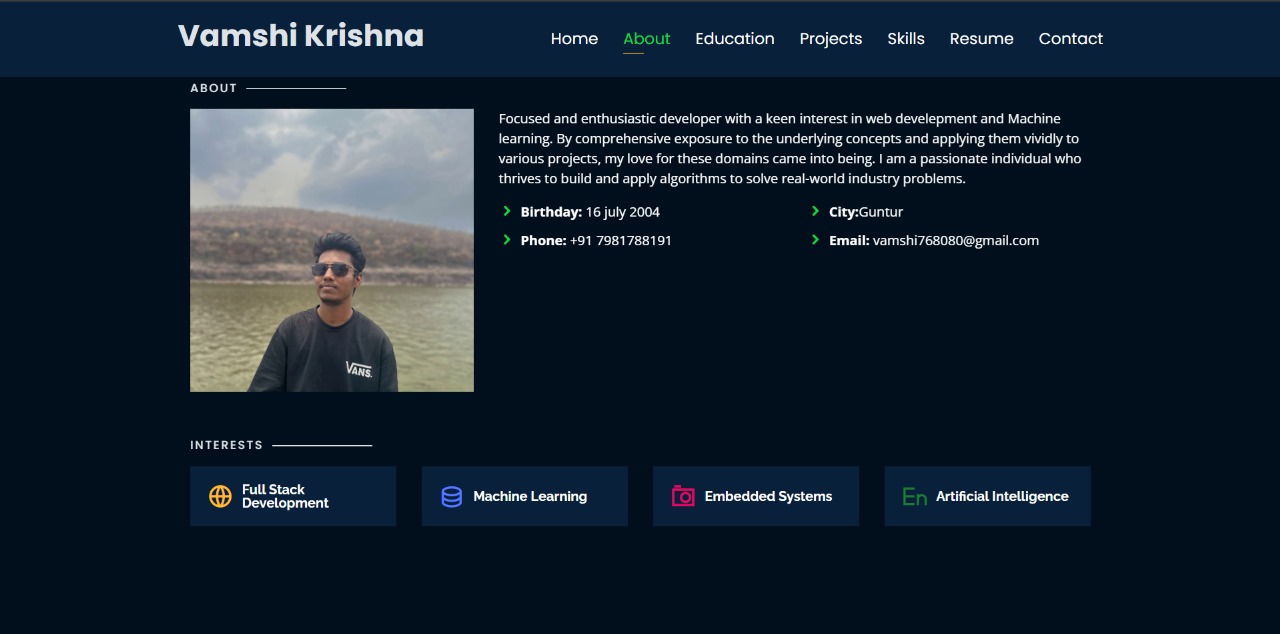 Vamshi Krishna
Home About Education Projects Skills Resume Contact
ABOUT
Focused and enthusiastic developer with a keen interest in web develepment and Machine
learning. By comprehensive exposure to the underlying concepts and applying them vividly to
various projects, my love for these domains came into being. I am a passionate individual who
thrives to build and apply algorithms to solve real-world industry problems.
Birthday: 16 july 2004
City:Guntur
Phone: +91 7981788191
Email: vamshi768080@gmail.com
VANS.
INTERESTS
Full Stack
Development
Machine Learning
Embedded Systems
En Artificial Intelligence